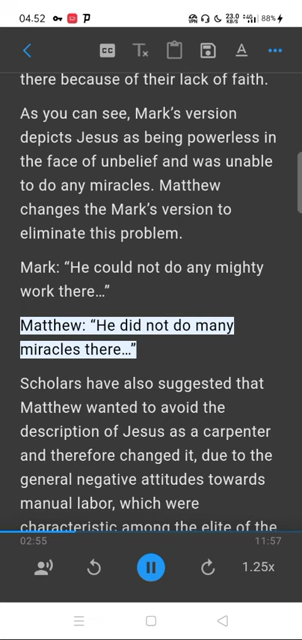 04.52
23.0
KB/S
88%
CC
there because of their lack of faith.
As you can see, Mark’s version
depicts Jesus as being powerless in
the face of unbelief and was unable
to do any miracles. Matthew
changes the Mark’s version to
eliminate this problem.
Mark: “He could not do any mighty
work there…”
Matthew: “He did not do many
miracles there…”
Scholars have also suggested that
Matthew wanted to avoid the
description of Jesus as a carpenter
and therefore changed it, due to the
general negative attitudes towards
manual labor, which were
characteristic among the elite of the
02:55
11:57
1.25x